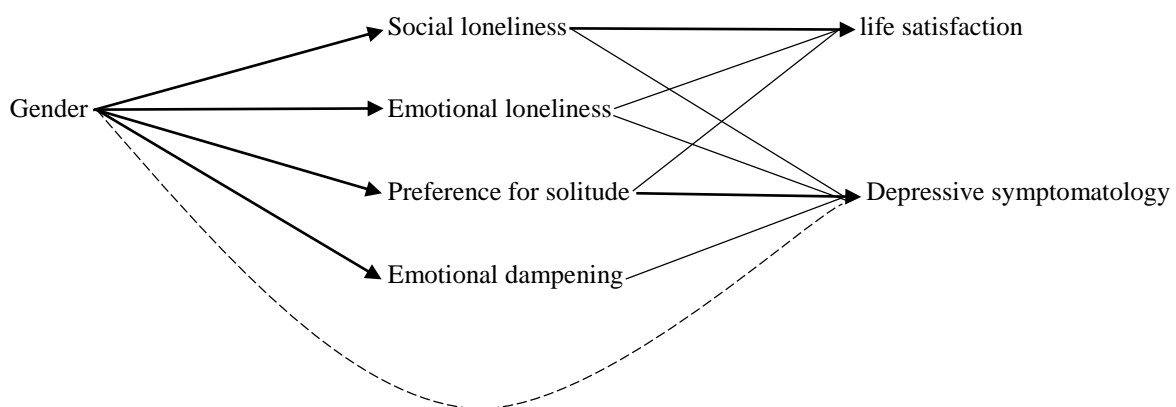 Social loneliness
life satisfaction
Gender
Emotional loneliness
Preference for solitude
Depressive symptomatology
Emotional dampening